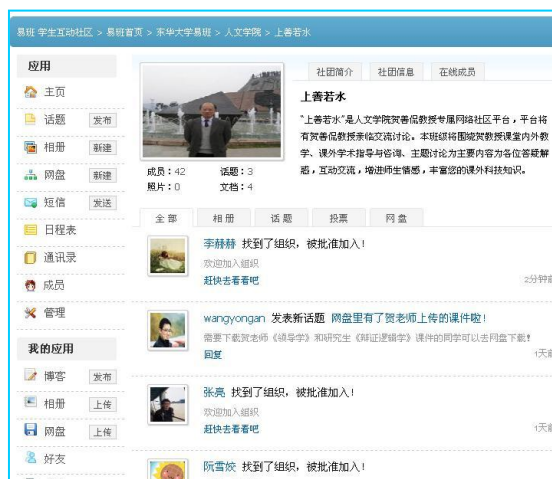 易班 学生互动社区 > 易班首页 > 东华大学易班 > 人文学院 > 上善若水
应用
主页
话题 发布
相册 新建
网盘 新建
短信 发送
日程表
通讯录
成员
管理
我的应用
博客 发布
相册 上传
网盘 上传
好友
成员：42 话题：3
照片：0 文档：4
社团简介 社团信息 在线成员
上善若水
“上善若水”是人文学院贺善侃教授专属网络社区平台，平台将
有贺善侃教授亲临交流讨论。本班级将围绕贺教授课堂内外教
学、课外学术指导与咨询、主题讨论为主要内容为各位答疑解
惑，互动交流，增进师生情感，丰富您的课外科技知识。
全部 相册 话题 投票 网盘
李赫赫 找到了组织，被批准加入！
欢迎加入组织
赶快去看看吧 2分钟前
wangyongan 发表新话题 网盘里有了贺老师上传的课件啦！
需要下载贺老师《领导学》和研究生《辩证逻辑学》课件的同学可以去网盘下载！
回复 1天前
张亮 找到了组织，被批准加入！
欢迎加入组织
赶快去看看吧 1天前
阮雪姣 找到了组织，被批准加入！